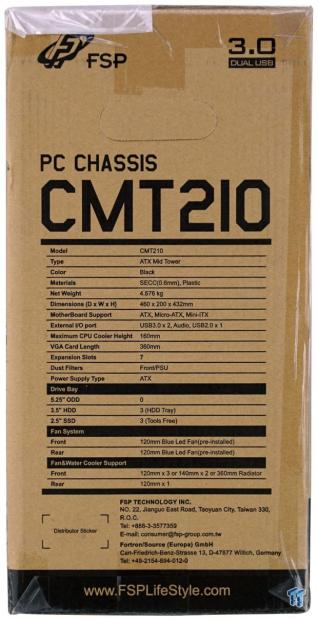 FSP
3.0
DUAL USB
PC CHASSIS
CMT210
Model CMT210
Type ATX Mid Tower
Color Black
Materials SECC(0.6mm), Plastic
Net Weight 4.676 kg
Dimensions (D x W x H) 460 x 200 x 432mm
MotherBoard Support ATX, Micro-ATX, Mini-ITX
External I/O port USB3.0 x 2, Audio, USB2.0 x 1
Maximum CPU Cooler Height 160mm
VGA Card Length 360mm
Expansion Slots 7
Dust Filters Front/PSU
Power Supply Type ATX
Drive Bay
5.25" ODD 0
3.5" HDD 3 (HDD Tray)
2.5" SSD 3 (Tools Free)
Fan System
Front 120mm Blue Led Fan(pre-installed)
Rear 120mm Blue Led Fan(pre-installed)
Fan&Water Cooler Support
Front 120mm x 3 or 140mm x 2 or 360mm Radiator
Rear 120mm x 1
FSP TECHNOLOGY INC.
NO. 22, Jianguo East Road, Taoyuan City, Taiwan 330,
R.O.C.
Tel: +886-3-3577359
E-mail: consumer@fsp-group.com.tw
Fortron/Source (Europa) GmbH
Carl-Friedrich-Benz-Strasse 13, D-47877 Willich, Germany
Tel: +49-2154-894-012-0
Distributor Sticker
www.FSPLifeStyle.com